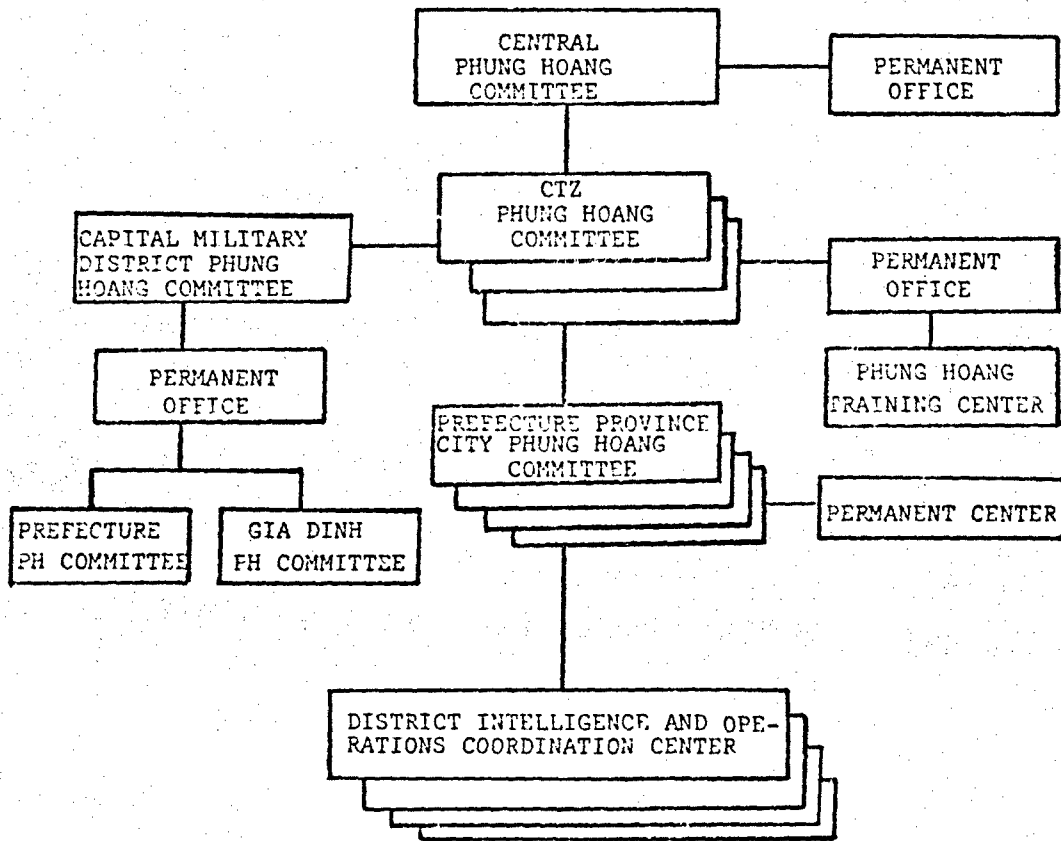 CENTRAL
PHUNG HOANG
COMMITTEE
PERMANENT
OFFICE
CTZ
PHUNG HOANG
COMMITTEE
CAPITAL MILITARY
DISTRICT PHUNG
HOANG COMMITTEE
PERMANENT
OFFICE
PERMANENT
OFFICE
PHUNG HOANG
TRAINING CENTER
PREFECTURE PROVINCE
CITY PHUNG HOANG
COMMITTEE
PERMANENT CENTER
PREFECTURE
PH COMMITTEE
GIA DINH
PH COMMITTEE
DISTRICT INTELLIGENCE AND OPE-
RATIONS COORDINATION CENTER